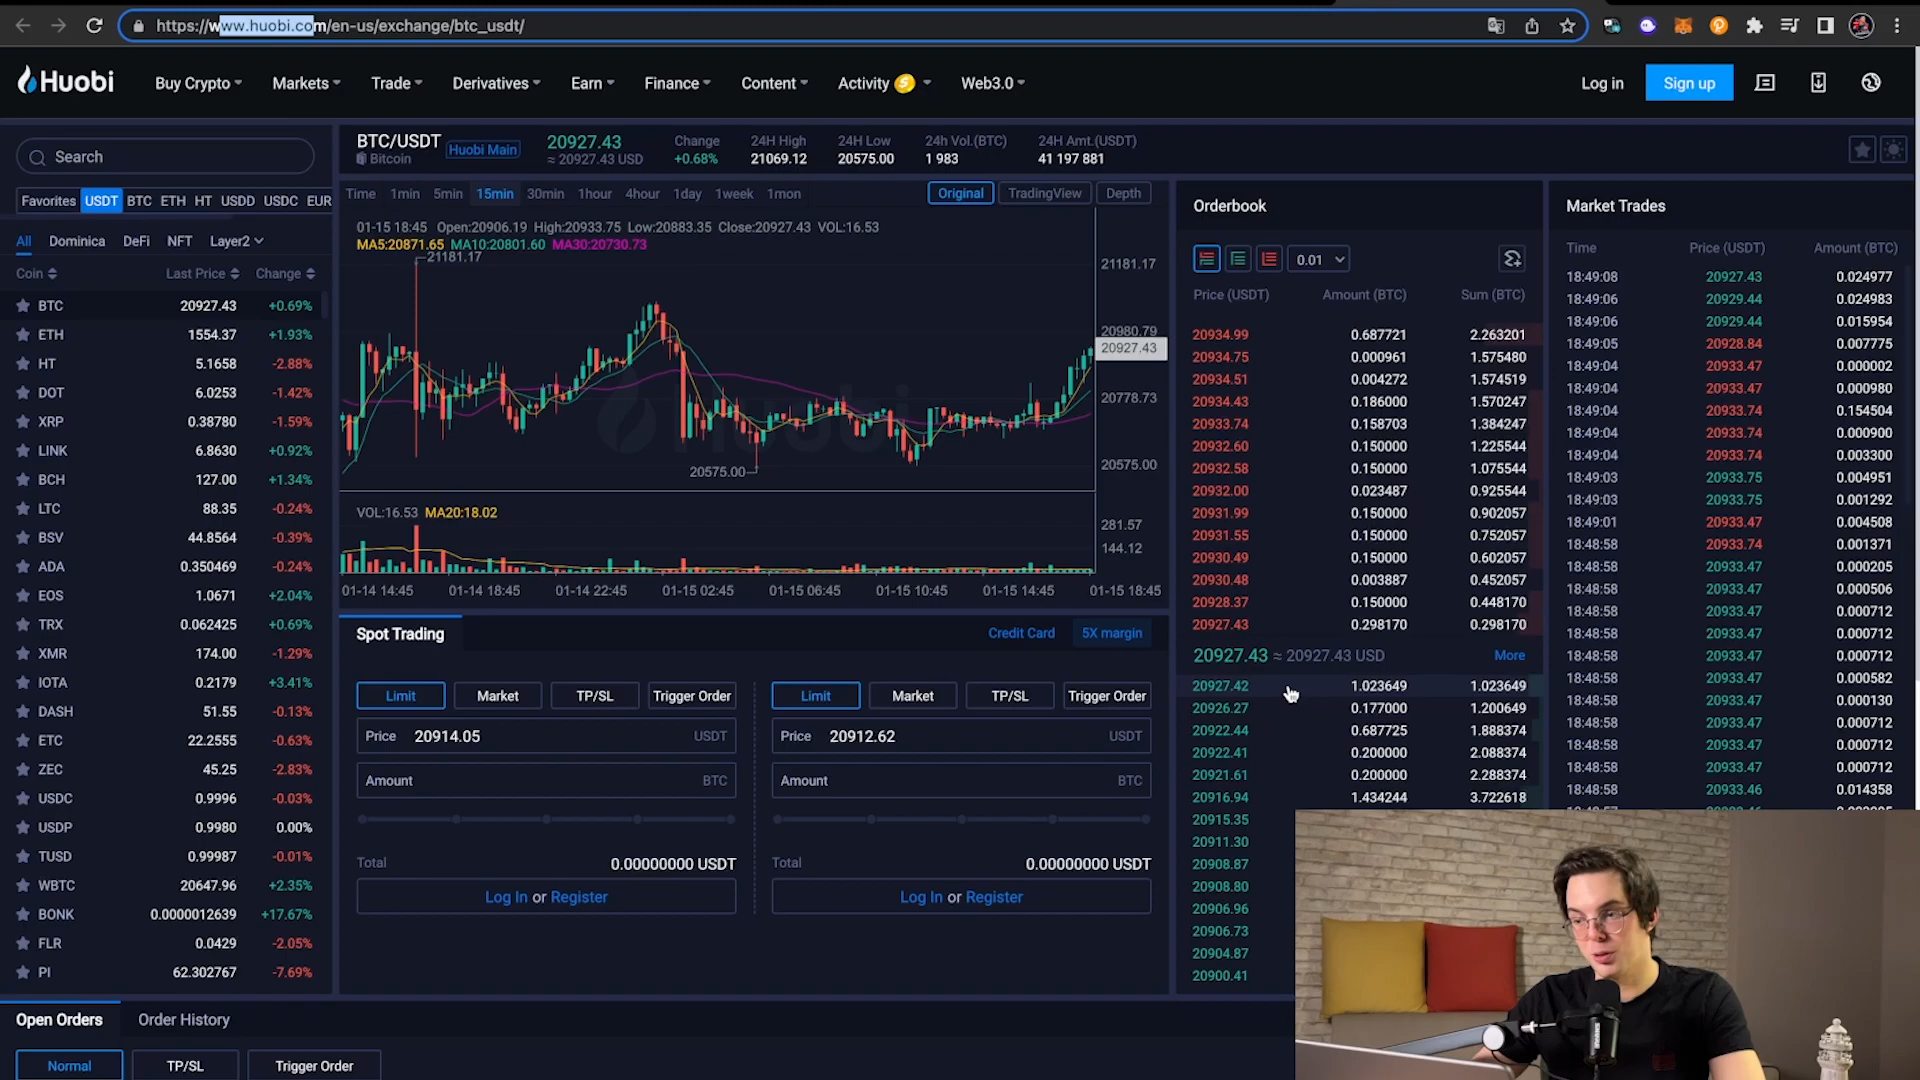 https://www.huobi.com/en-us/exchange/btc_usdt/
Huobi
Buy Crypto
Markets
Trade
Derivatives
Earn
Finance
Content
Activity
Web3.0
Log in
Sign up
Search
Favorites USDT BTC ETH HT USDD USDC EUR
All Dominica DeFi NFT Layer2
Coin Last Price Change
BTC 20927.43 +0.69%
ETH 1554.37 +1.93%
HT 5.1658 -2.88%
DOT 6.0253 -1.42%
XRP 0.38780 -1.59%
LINK 6.8630 +0.92%
BCH 127.00 +1.34%
LTC 88.35 -0.24%
BSV 44.8564 -0.39%
ADA 0.350469 -0.24%
EOS 1.0671 +2.04%
TRX 0.062425 +0.69%
XMR 174.00 -1.29%
IOTA 0.2179 +3.41%
DASH 51.55 -0.13%
ETC 22.2555 -0.63%
ZEC 45.25 -2.83%
USDC 0.9996 -0.03%
USDP 0.9980 0.00%
TUSD 0.99987 -0.01%
WBTC 20647.96 +2.35%
BONK 0.0000012639 +17.67%
FLR 0.0429 -2.05%
PI 62.302767 -7.69%
BTC/USDT Huobi Main
Bitcoin
20927.43
≈ 20927.43 USD
Change
+0.68%
24H High
21069.12
24H Low
20575.00
24h Vol.(BTC)
1 983
24H Amt.(USDT)
41 197 881
Time 1min 5min 15min 30min 1hour 4hour 1day 1week 1mon
Original TradingView Depth
01-15 18:45 Open:20906.19 High:20933.75 Low:20883.35 Close:20927.43 VOL:16.53
MA5:20871.65 MA10:20801.60 MA30:20730.73
21181.17
21181.17
20980.79
20927.43
20778.73
20575.00
20575.00
Huobi
VOL:16.53 MA20:18.02
281.57
144.12
01-14 14:45 01-14 18:45 01-14 22:45 01-15 02:45 01-15 06:45 01-15 10:45 01-15 14:45 01-15 18:45
Spot Trading
Credit Card 5X margin
Limit Market TP/SL Trigger Order
Price 20914.05 USDT
Amount BTC
Total 0.00000000 USDT
Log In or Register
Limit Market TP/SL Trigger Order
Price 20912.62 USDT
Amount BTC
Total 0.00000000 USDT
Log In or Register
Orderbook
0.01
Price (USDT) Amount (BTC) Sum (BTC)
20934.99 0.687721 2.263201
20934.75 0.000961 1.575480
20934.51 0.004272 1.574519
20934.43 0.186000 1.570247
20933.74 0.158703 1.384247
20932.60 0.150000 1.225544
20932.58 0.150000 1.075544
20932.00 0.023487 0.925544
20931.99 0.150000 0.902057
20931.55 0.150000 0.752057
20930.49 0.150000 0.602057
20930.48 0.003887 0.452057
20928.37 0.150000 0.448170
20927.43 0.298170 0.298170
20927.43 ≈ 20927.43 USD More
20927.42 1.023649 1.023649
20926.27 0.177000 1.200649
20922.44 0.687725 1.888374
20922.41 0.200000 2.088374
20921.61 0.200000 2.288374
20916.94 1.434244 3.722618
20915.35
20911.30
20908.87
20908.80
20906.96
20906.73
20904.87
20900.41
Market Trades
Time Price (USDT) Amount (BTC)
18:49:08 20927.43 0.024977
18:49:06 20929.44 0.024983
18:49:06 20929.44 0.015954
18:49:05 20928.84 0.007775
18:49:04 20933.47 0.000002
18:49:04 20933.47 0.000980
18:49:04 20933.74 0.154504
18:49:04 20933.74 0.000900
18:49:04 20933.74 0.003300
18:49:03 20933.75 0.004951
18:49:03 20933.75 0.001292
18:49:01 20933.47 0.004508
18:48:58 20933.74 0.001371
18:48:58 20933.47 0.000205
18:48:58 20933.47 0.000506
18:48:58 20933.47 0.000712
18:48:58 20933.47 0.000712
18:48:58 20933.47 0.000712
18:48:58 20933.47 0.000582
18:48:58 20933.47 0.000130
18:48:58 20933.47 0.000712
18:48:58 20933.47 0.000712
18:48:58 20933.47 0.000712
18:48:58 20933.46 0.014358
Open Orders Order History
Normal TP/SL Trigger Order